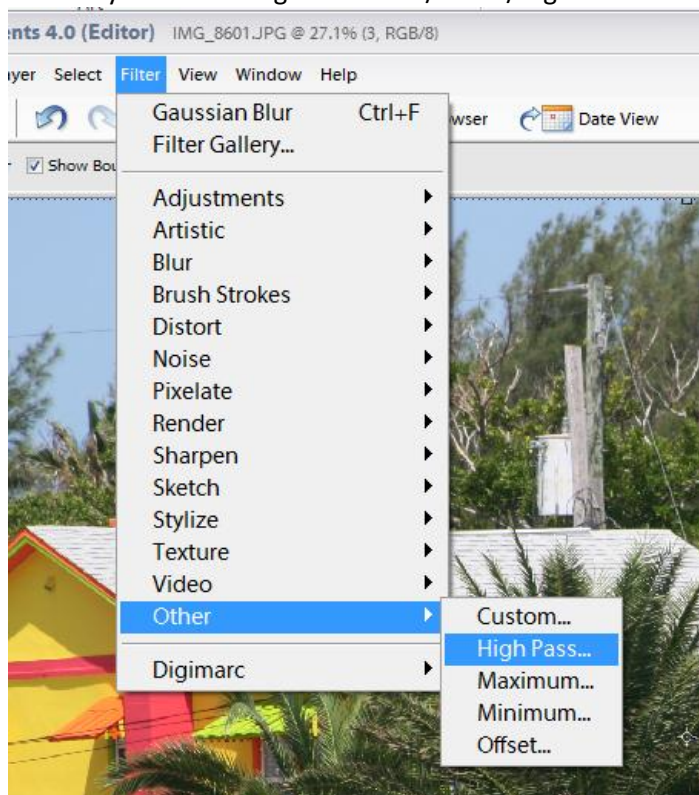 ents 4.0 (Editor) IMG_8601.JPG @ 27.1% (3, RGB/8)
yer Select Filter View Window Help
Gaussian Blur Ctrl+F
wser Date View
Filter Gallery...
Show Bou
Adjustments
Artistic
Blur
Brush Strokes
Distort
Noise
Pixelate
Render
Sharpen
Sketch
Stylize
Texture
Video
Other
Custom...
High Pass...
Digimarc
Maximum...
Minimum...
Offset...